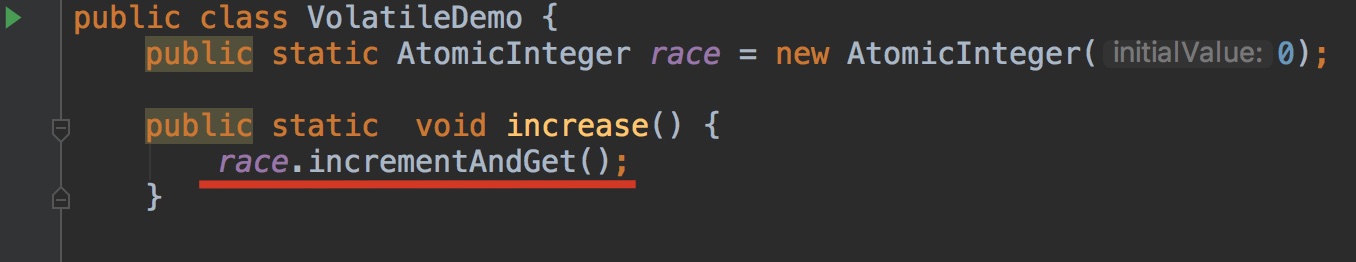 public class VolatileDemo {
public static AtomicInteger race = new AtomicInteger( initialValue: 0);
public static  void increase() {
race.incrementAndGet();
}